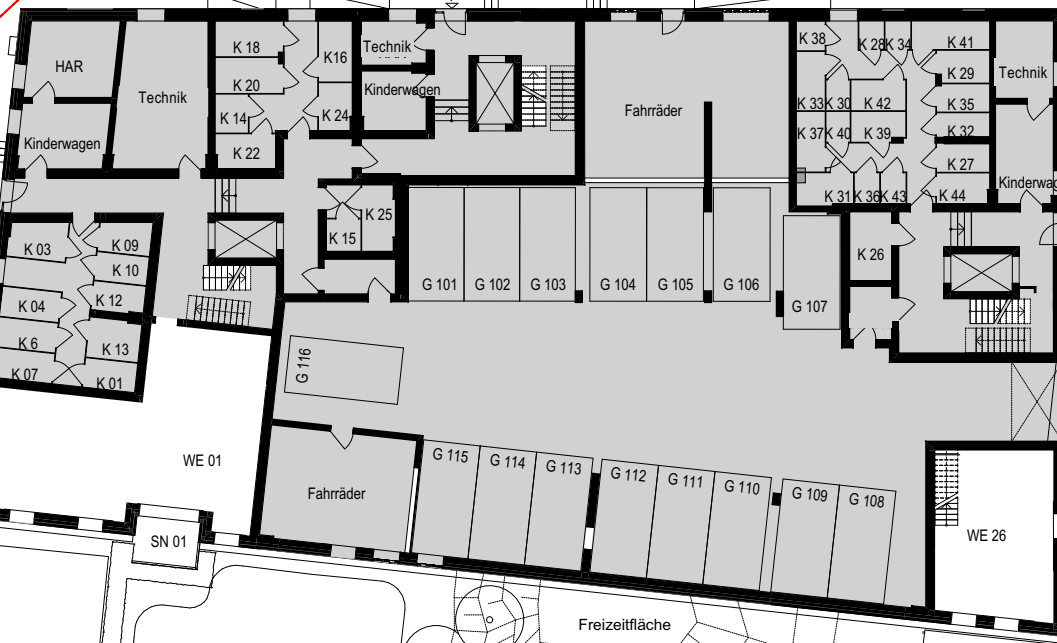 HAR
Technik
Kinderwagen
K 18
K 20
K 14
K 22
K16
K 24
Technik
Kinderwagen
Fahrräder
K 38
K 28
K 34
K 41
K 29
K 33
K 30
K 42
K 35
K 37
K 40
K 39
K 32
K 27
K 31
K 36
K 43
K 44
Technik
K 25
K 15
K 26
K 03
K 09
K 10
K 04
K 12
K 6
K 13
K 07
K 01
G 101
G 102
G 103
G 104
G 105
G 106
G 107
G 116
WE 01
SN 01
Fahrräder
G 115
G 114
G 113
G 112
G 111
G 110
G 109
G 108
WE 26
Freizeitfläche